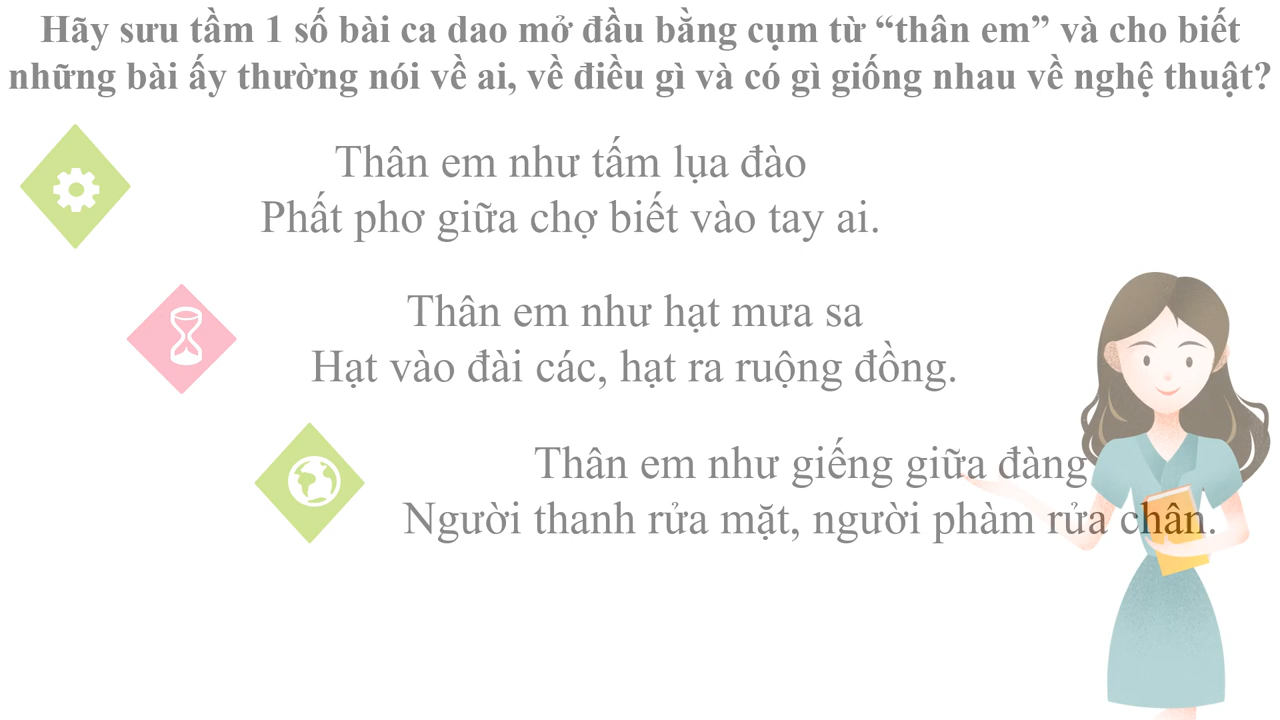 Hãy sưu tầm 1 số bài ca dao mở đầu bằng cụm từ “thân em” và cho biết
những bài ấy thường nói về ai, về điều gì và có gì giống nhau về nghệ thuật?
Thân em như tấm lụa đào
Phất phơ giữa chợ biết vào tay ai.
Thân em như hạt mưa sa
Hạt vào đài các, hạt ra ruộng đồng.
Thân em như giếng giữa đàng
Người thanh rửa mặt, người phàm rửa chân.